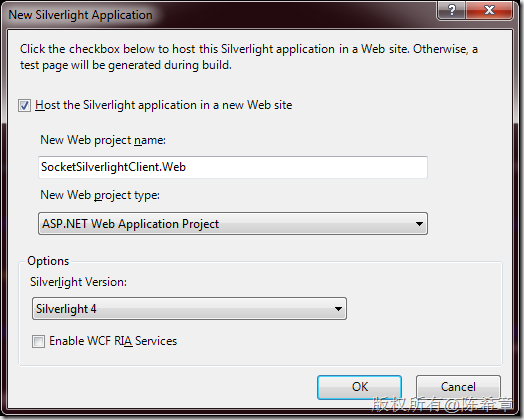 New Silverlight Application
Click the checkbox below to host this Silverlight application in a Web site. Otherwise, a
test page will be generated during build.
Host the Silverlight application in a new Web site
New Web project name:
SocketSilverlightClient.Web
New Web project type:
ASP.NET Web Application Project
Options
Silverlight Version:
Silverlight 4
Enable WCF RIA Services
OK
Cancel
版权所有@陈希章